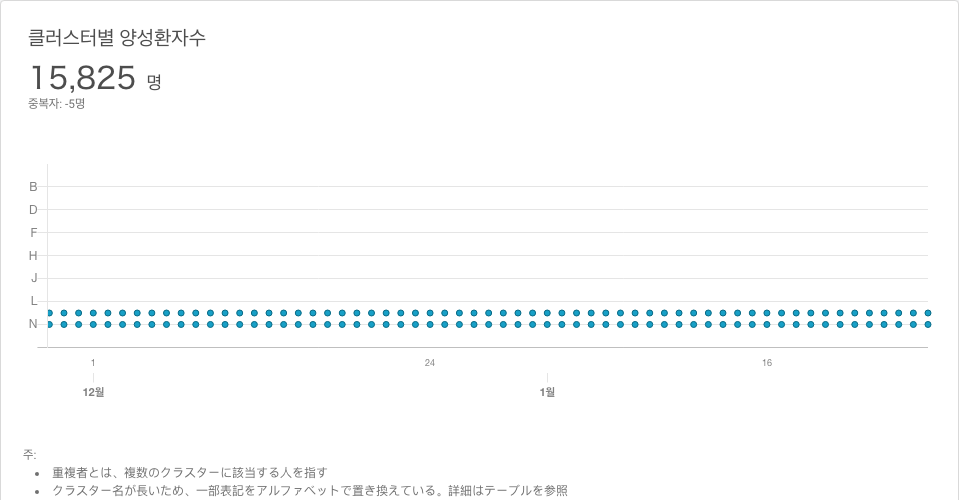 클러스터별 양성환자수
15,825 명
중복자: -5명
B
D
F
H
J
L
N
1 24 16
12월 1월
주:
• 重複者とは、複数のクラスターに該当する人を指す
• クラスター名が長いため、一部表記をアルファベットで置き換えている。詳細はテーブルを参照